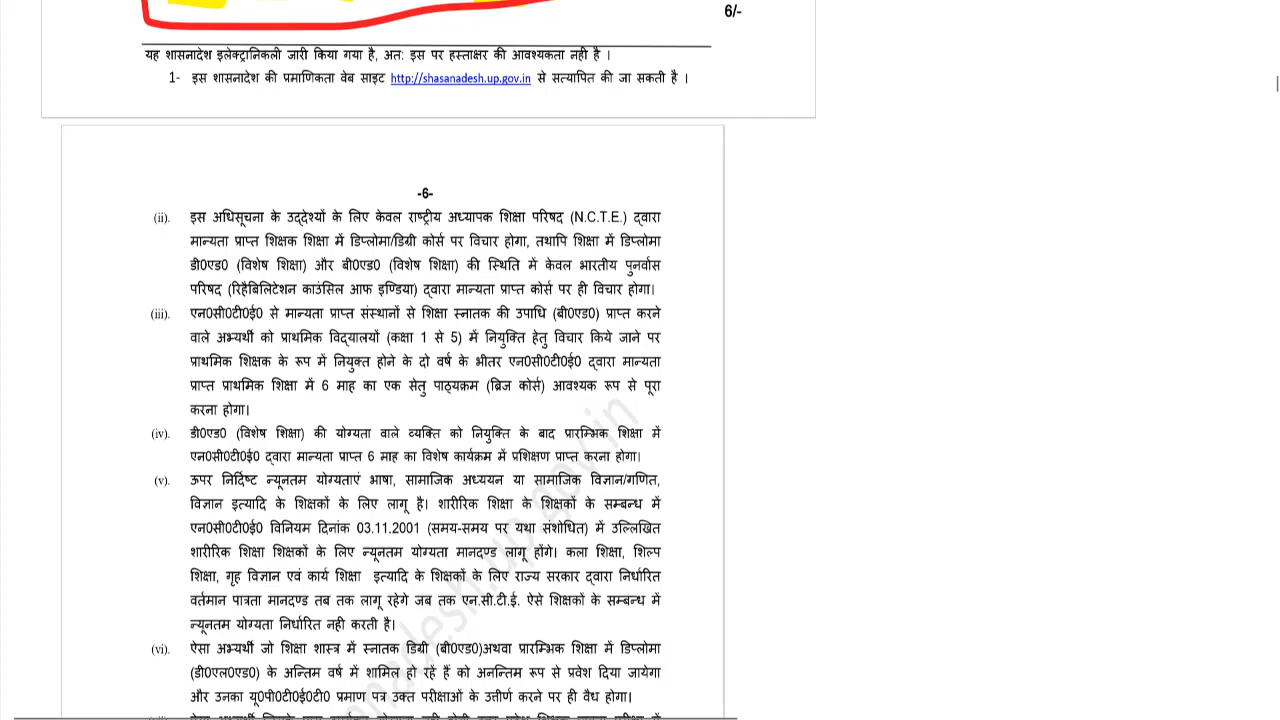 6/-
यह शासनादेश इलेक्ट्रानिकली जारी किया गया है, अत: इस पर हस्ताक्षर की आवश्यकता नही है ।
1- इस शासनादेश की प्रमाणिकता वेब साइट http://shasanadesh.up.gov.in से सत्यापित की जा सकती है ।
-6-
(ii). इस अधिसूचना के उद्देश्यों के लिए केवल राष्ट्रीय अध्यापक शिक्षा परिषद (N.C.T.E.) द्वारा
मान्यता प्राप्त शिक्षक शिक्षा में डिप्लोमा/डिग्री कोर्स पर विचार होगा, तथापि शिक्षा में डिप्लोमा
डी0एड0 (विशेष शिक्षा) और बी0एड0 (विशेष शिक्षा) की स्थिति में केवल भारतीय पुनर्वास
परिषद (रिहैबिलिटेशन काउंसिल आफ इण्डिया) द्वारा मान्यता प्राप्त कोर्स पर ही विचार होगा।
(iii). एन0सी0टी0ई0 से मान्यता प्राप्त संस्थानों से शिक्षा स्नातक की उपाधि (बी0एड0) प्राप्त करने
वाले अभ्यर्थी को प्राथमिक विद्यालयों (कक्षा 1 से 5) में नियुक्ति हेतु विचार किये जाने पर
प्राथमिक शिक्षक के रूप में नियुक्त होने के दो वर्ष के भीतर एन0सी0टी0ई0 द्वारा मान्यता
प्राप्त प्राथमिक शिक्षा में 6 माह का एक सेतु पाठ्यक्रम (ब्रिज कोर्स) आवश्यक रूप से पूरा
करना होगा।
(iv). डी0एड0 (विशेष शिक्षा) की योग्यता वाले व्यक्ति को नियुक्ति के बाद प्रारम्भिक शिक्षा में
एन0सी0टी0ई0 द्वारा मान्यता प्राप्त 6 माह का विशेष कार्यक्रम में प्रशिक्षण प्राप्त करना होगा।
(v). ऊपर निर्दिष्ट न्यूनतम योग्यताएं भाषा, सामाजिक अध्ययन या सामाजिक विज्ञान/गणित,
विज्ञान इत्यादि के शिक्षकों के लिए लागू है। शारीरिक शिक्षा के शिक्षकों के सम्बन्ध में
एन0सी0टी0ई0 विनियम दिनांक 03.11.2001 (समय-समय पर यथा संशोधित) में उल्लिखित
शारीरिक शिक्षा शिक्षकों के लिए न्यूनतम योग्यता मानदण्ड लागू होंगे। कला शिक्षा, शिल्प
शिक्षा, गृह विज्ञान एवं कार्य शिक्षा इत्यादि के शिक्षकों के लिए राज्य सरकार द्वारा निर्धारित
वर्तमान पात्रता मानदण्ड तब तक लागू रहेगे जब तक एन.सी.टी.ई. ऐसे शिक्षकों के सम्बन्ध में
न्यूनतम योग्यता निर्धारित नही करती है।
(vi). ऐसा अभ्यर्थी जो शिक्षा शास्त्र में स्नातक डिग्री (बी0एड0)अथवा प्रारम्भिक शिक्षा में डिप्लोमा
(डी0एल0एड0) के अन्तिम वर्ष में शामिल हो रहें हैं को अनन्तिम रूप से प्रवेश दिया जायेगा
और उनका यू0पी0टी0ई0टी0 प्रमाण पत्र उक्त परीक्षाओं के उत्तीर्ण करने पर ही वैध होगा।